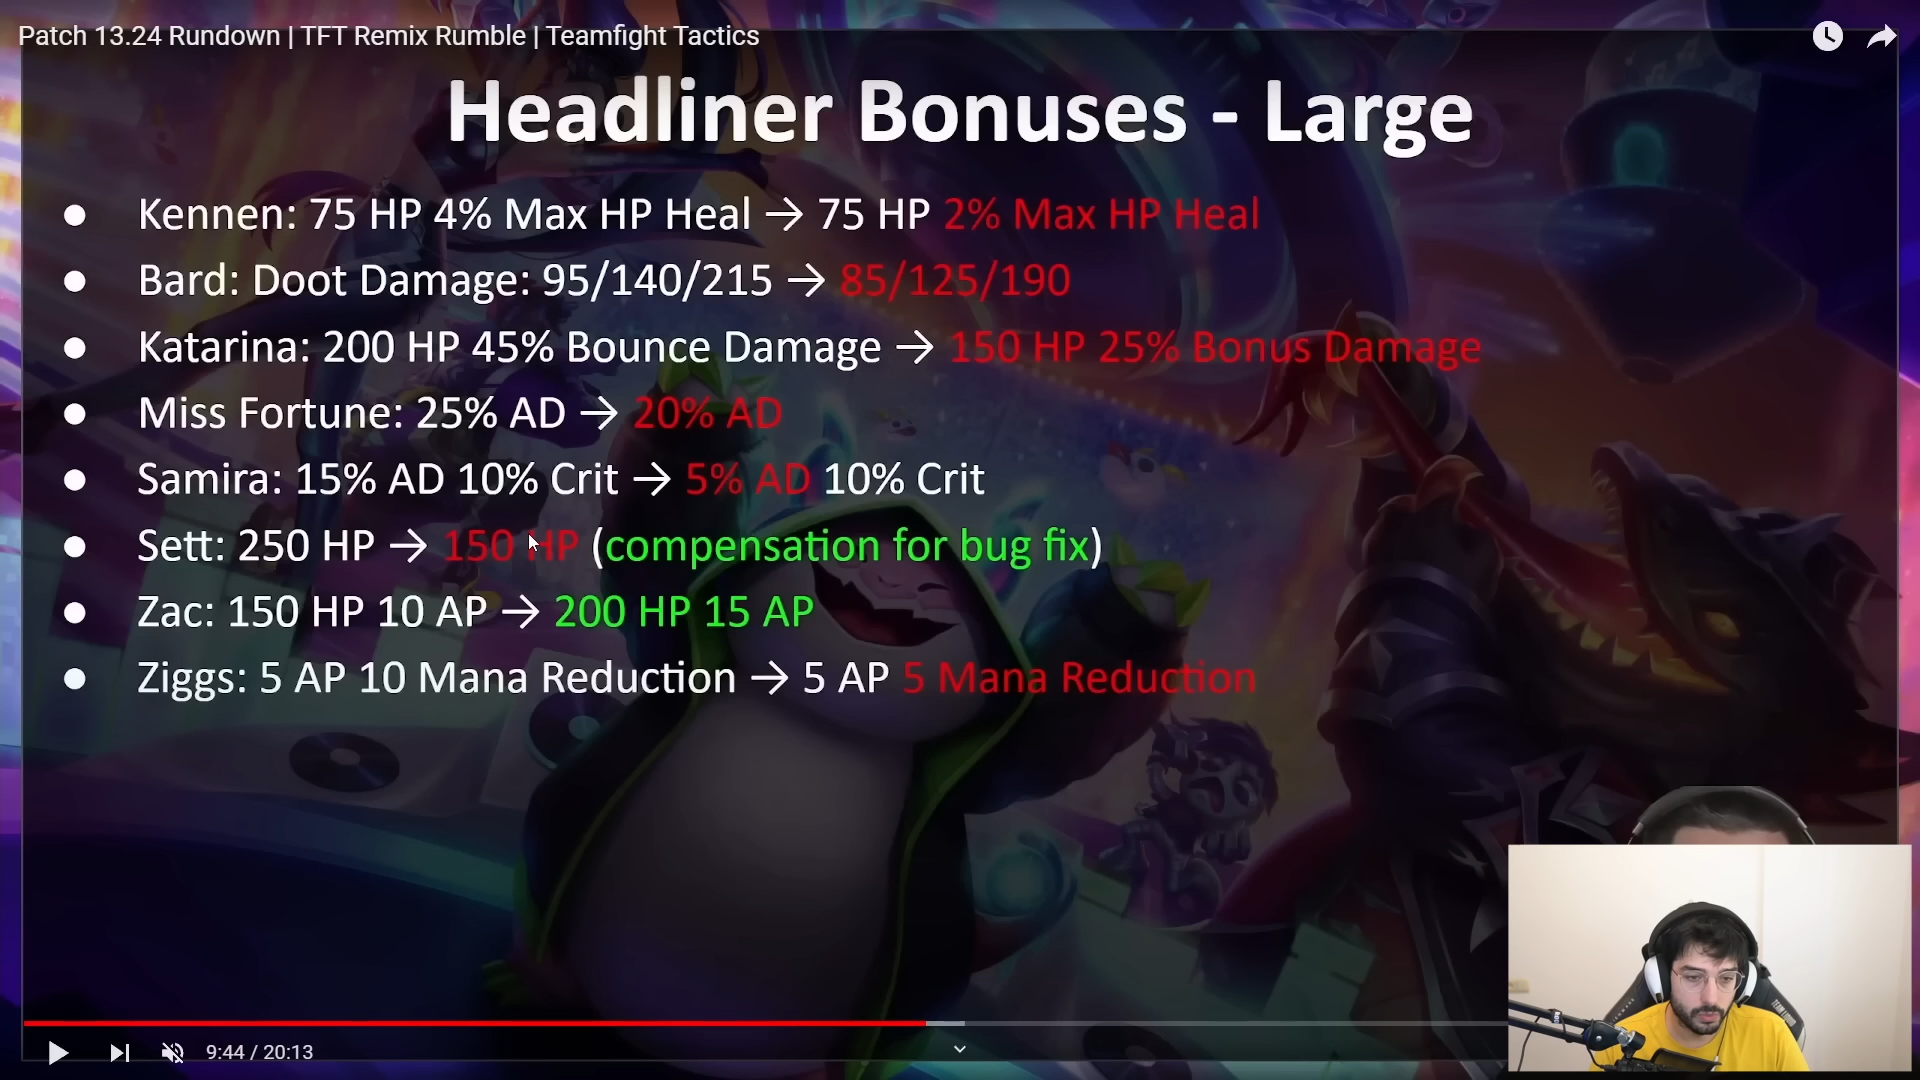 Patch 13.24 Rundown | TFT Remix Rumble | Teamfight Tactics
Headliner Bonuses - Large
● Kennen: 75 HP 4% Max HP Heal → 75 HP 2% Max HP Heal
● Bard: Doot Damage: 95/140/215 → 85/125/190
● Katarina: 200 HP 45% Bounce Damage → 150 HP 25% Bonus Damage
● Miss Fortune: 25% AD → 20% AD
● Samira: 15% AD 10% Crit → 5% AD 10% Crit
● Sett: 250 HP → 150 HP (compensation for bug fix)
● Zac: 150 HP 10 AP → 200 HP 15 AP
● Ziggs: 5 AP 10 Mana Reduction → 5 AP 5 Mana Reduction
9:44 / 20:13